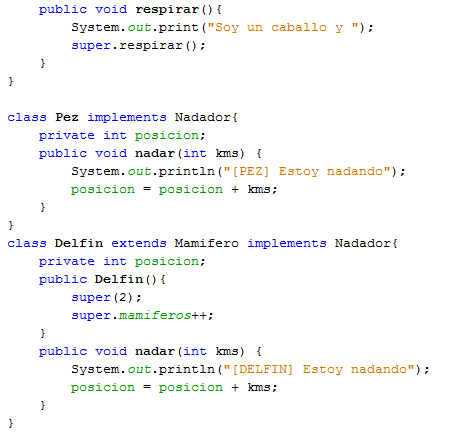 public void respirar(){
        System.out.print("Soy un caballo y ");
        super.respirar();
    }
}

class Pez implements Nadador{
    private int posicion;
    public void nadar(int kms) {
        System.out.println("[PEZ] Estoy nadando");
        posicion = posicion + kms;
    }
}
class Delfin extends Mamifero implements Nadador{
    private int posicion;
    public Delfin(){
        super(2);
        super.mamiferos++;
    }
    public void nadar(int kms) {
        System.out.println("[DELFIN] Estoy nadando");
        posicion = posicion + kms;
    }
}